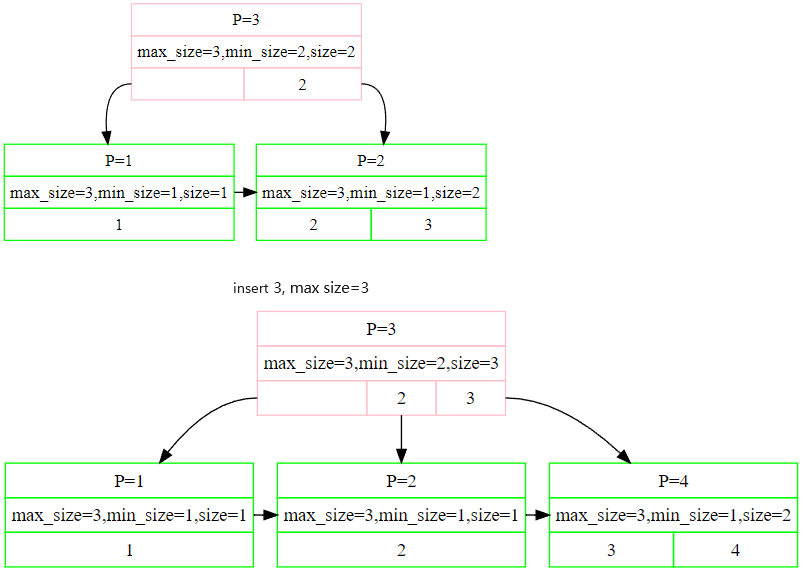 P=3
max_size=3,min_size=2,size=2
2
P=1
P=2
max_size=3,min_size=1,size=1
max_size=3,min_size=1,size=2
1
2
3
insert 3, max size=3
P=3
max_size=3,min_size=2,size=3
2
3
P=1
P=2
P=4
max_size=3,min_size=1,size=1
max_size=3,min_size=1,size=1
max_size=3,min_size=1,size=2
1
2
3
4